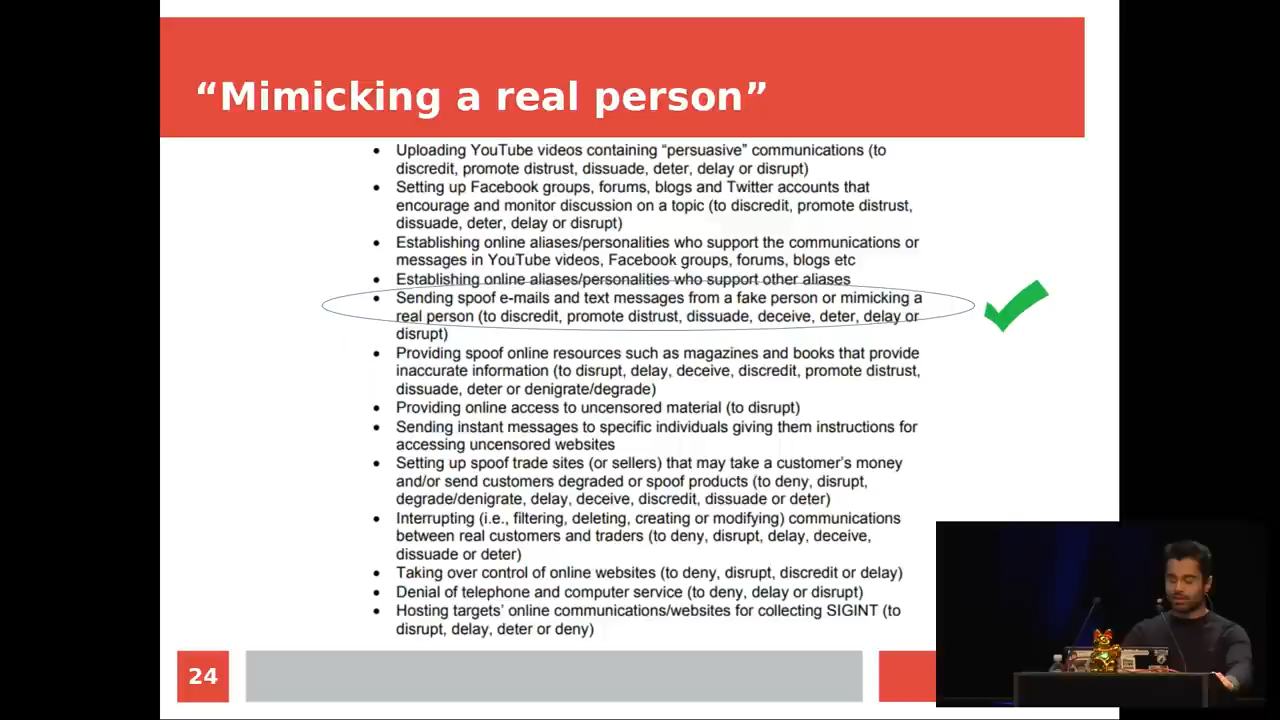 “Mimicking a real person”
• Uploading YouTube videos containing “persuasive” communications (to
discredit, promote distrust, dissuade, deter, delay or disrupt)
• Setting up Facebook groups, forums, blogs and Twitter accounts that
encourage and monitor discussion on a topic (to discredit, promote distrust,
dissuade, deter, delay or disrupt)
• Establishing online aliases/personalities who support the communications or
messages in YouTube videos, Facebook groups, forums, blogs etc
• Establishing online aliases/personalities who support other aliases
• Sending spoof e-mails and text messages from a fake person or mimicking a
real person (to discredit, promote distrust, dissuade, deceive, deter, delay or
disrupt)
• Providing spoof online resources such as magazines and books that provide
inaccurate information (to disrupt, delay, deceive, discredit, promote distrust,
dissuade, deter or denigrate/degrade)
• Providing online access to uncensored material (to disrupt)
• Sending instant messages to specific individuals giving them instructions for
accessing uncensored websites
• Setting up spoof trade sites (or sellers) that may take a customer’s money
and/or send customers degraded or spoof products (to deny, disrupt,
degrade/denigrate, delay, deceive, discredit, dissuade or deter)
• Interrupting (i.e., filtering, deleting, creating or modifying) communications
between real customers and traders (to deny, disrupt, delay, deceive,
dissuade or deter)
• Taking over control of online websites (to deny, disrupt, discredit or delay)
• Denial of telephone and computer service (to deny, delay or disrupt)
• Hosting targets’ online communications/websites for collecting SIGINT (to
disrupt, delay, deter or deny)
24